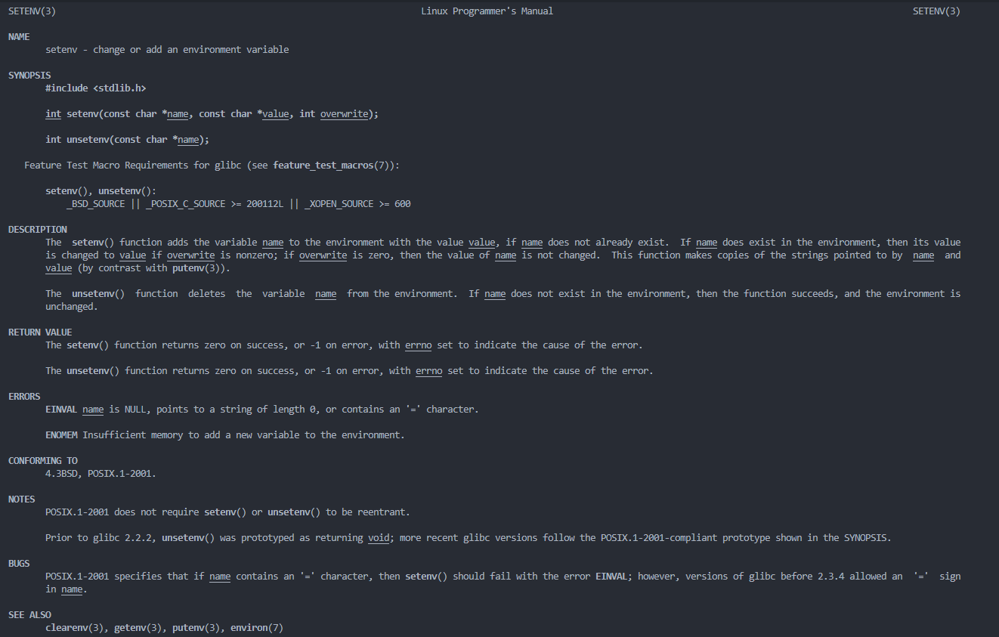 SETENV(3) Linux Programmer's Manual SETENV(3)
NAME
setenv - change or add an environment variable
SYNOPSIS
#include <stdlib.h>
int setenv(const char *name, const char *value, int overwrite);
int unsetenv(const char *name);
Feature Test Macro Requirements for glibc (see feature_test_macros(7)):
setenv(), unsetenv():
_BSD_SOURCE || _POSIX_C_SOURCE >= 200112L || _XOPEN_SOURCE >= 600
DESCRIPTION
The setenv() function adds the variable name to the environment with the value value, if name does not already exist. If name does exist in the environment, then its value
is changed to value if overwrite is nonzero; if overwrite is zero, then the value of name is not changed. This function makes copies of the strings pointed to by name and
value (by contrast with putenv(3)).
The unsetenv() function deletes the variable name from the environment. If name does not exist in the environment, then the function succeeds, and the environment is
unchanged.
RETURN VALUE
The setenv() function returns zero on success, or -1 on error, with errno set to indicate the cause of the error.
The unsetenv() function returns zero on success, or -1 on error, with errno set to indicate the cause of the error.
ERRORS
EINVAL name is NULL, points to a string of length 0, or contains an '=' character.
ENOMEM Insufficient memory to add a new variable to the environment.
CONFORMING TO
4.3BSD, POSIX.1-2001.
NOTES
POSIX.1-2001 does not require setenv() or unsetenv() to be reentrant.
Prior to glibc 2.2.2, unsetenv() was prototyped as returning void; more recent glibc versions follow the POSIX.1-2001-compliant prototype shown in the SYNOPSIS.
BUGS
POSIX.1-2001 specifies that if name contains an '=' character, then setenv() should fail with the error EINVAL; however, versions of glibc before 2.3.4 allowed an '=' sign
in name.
SEE ALSO
clearenv(3), getenv(3), putenv(3), environ(7)